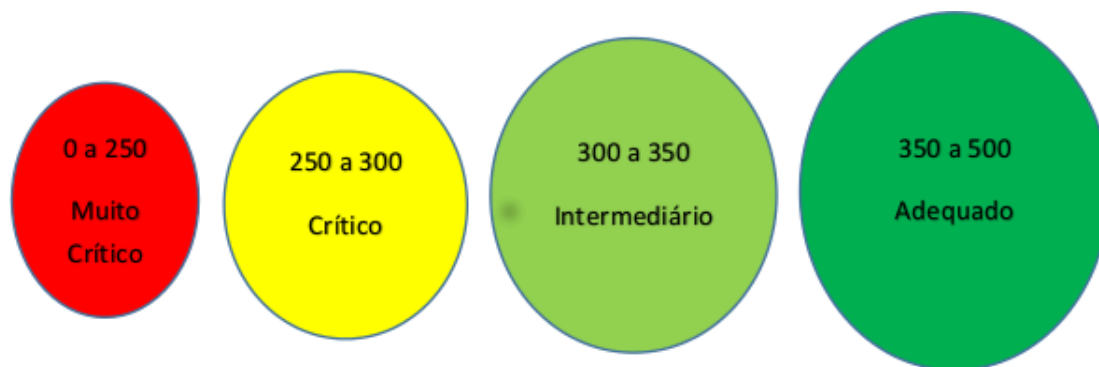 0 a 250
Muito
Crítico
250 a 300
Crítico
300 a 350
Intermediário
350 a 500
Adequado